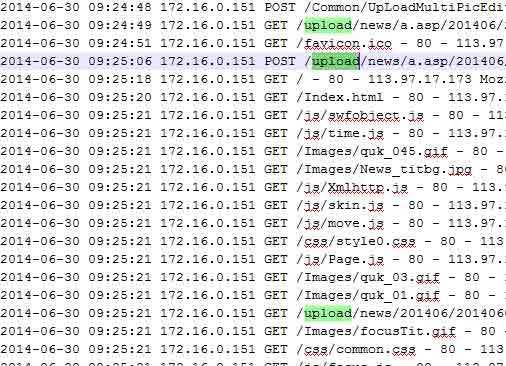 2014-06-30 09:24:48 172.16.0.151 POST /Common/UpLoadMultiPicEdi
2014-06-30 09:24:49 172.16.0.151 GET /upload/news/a.asp/201406/
2014-06-30 09:24:51 172.16.0.151 GET /favicon.ico - 80 - 113.97
2014-06-30 09:25:06 172.16.0.151 POST /upload/news/a.asp/201406
2014-06-30 09:25:18 172.16.0.151 GET / - 80 - 113.97.17.173 Mozi
2014-06-30 09:25:20 172.16.0.151 GET /Index.html - 80 - 113.97.
2014-06-30 09:25:21 172.16.0.151 GET /js/swfobject.js - 80 - 113
2014-06-30 09:25:21 172.16.0.151 GET /js/time.js - 80 - 113.97.1
2014-06-30 09:25:21 172.16.0.151 GET /Images/quk_045.gif - 80 -
2014-06-30 09:25:21 172.16.0.151 GET /Images/News_titbg.jpg - 80
2014-06-30 09:25:21 172.16.0.151 GET /js/Xmlhttp.js - 80 - 113.9
2014-06-30 09:25:21 172.16.0.151 GET /js/skin.js - 80 - 113.97.1
2014-06-30 09:25:21 172.16.0.151 GET /js/move.js - 80 - 113.97.1
2014-06-30 09:25:21 172.16.0.151 GET /css/style0.css - 80 - 113
2014-06-30 09:25:21 172.16.0.151 GET /js/Page.js - 80 - 113.97.1
2014-06-30 09:25:21 172.16.0.151 GET /Images/quk_03.gif - 80 -
2014-06-30 09:25:21 172.16.0.151 GET /Images/quk_01.gif - 80 -
2014-06-30 09:25:21 172.16.0.151 GET /upload/news/201406/201406
2014-06-30 09:25:21 172.16.0.151 GET /Images/focusTit.gif - 80 -
2014-06-30 09:25:21 172.16.0.151 GET /css/common.css - 80 - 113